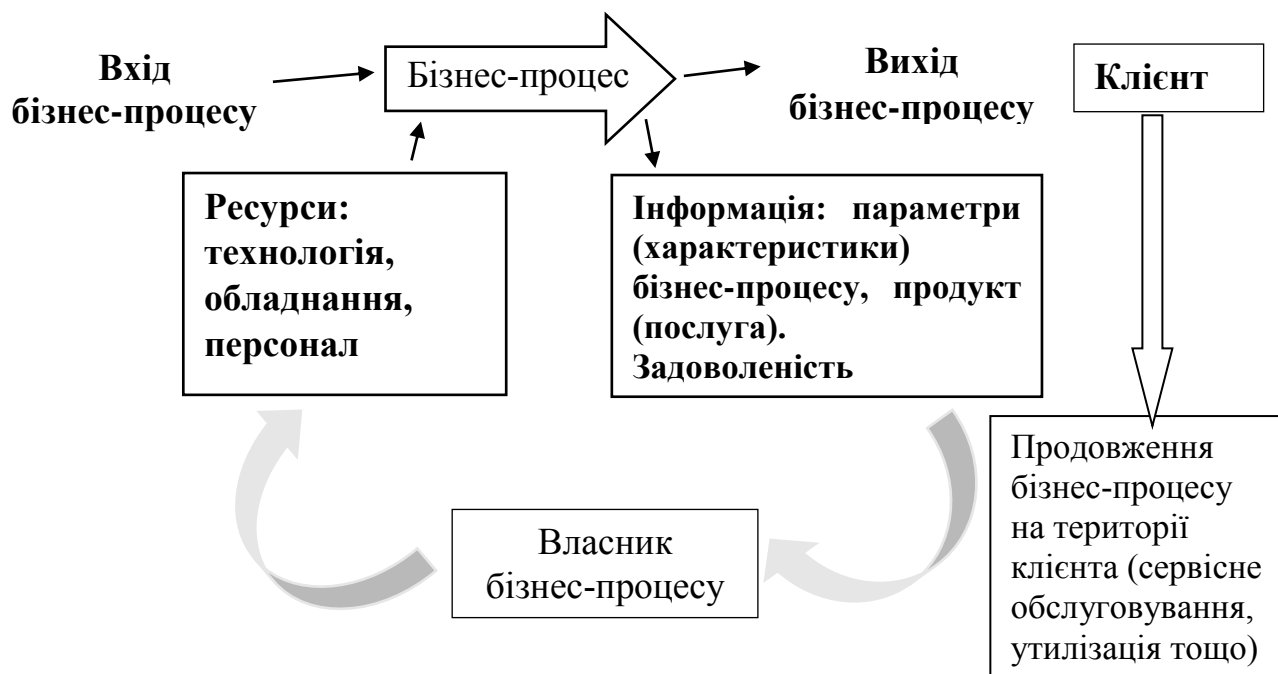 Вхід
бізнес-процесу
Бізнес-процес
Вихід
бізнес-процесу
Клієнт
Ресурси:
технологія,
обладнання,
персонал
Інформація: параметри
(характеристики)
бізнес-процесу, продукт
(послуга).
Задоволеність
Власник
бізнес-процесу
Продовження
бізнес-процесу
на території
клієнта (сервісне
обслуговування,
утилізація тощо)